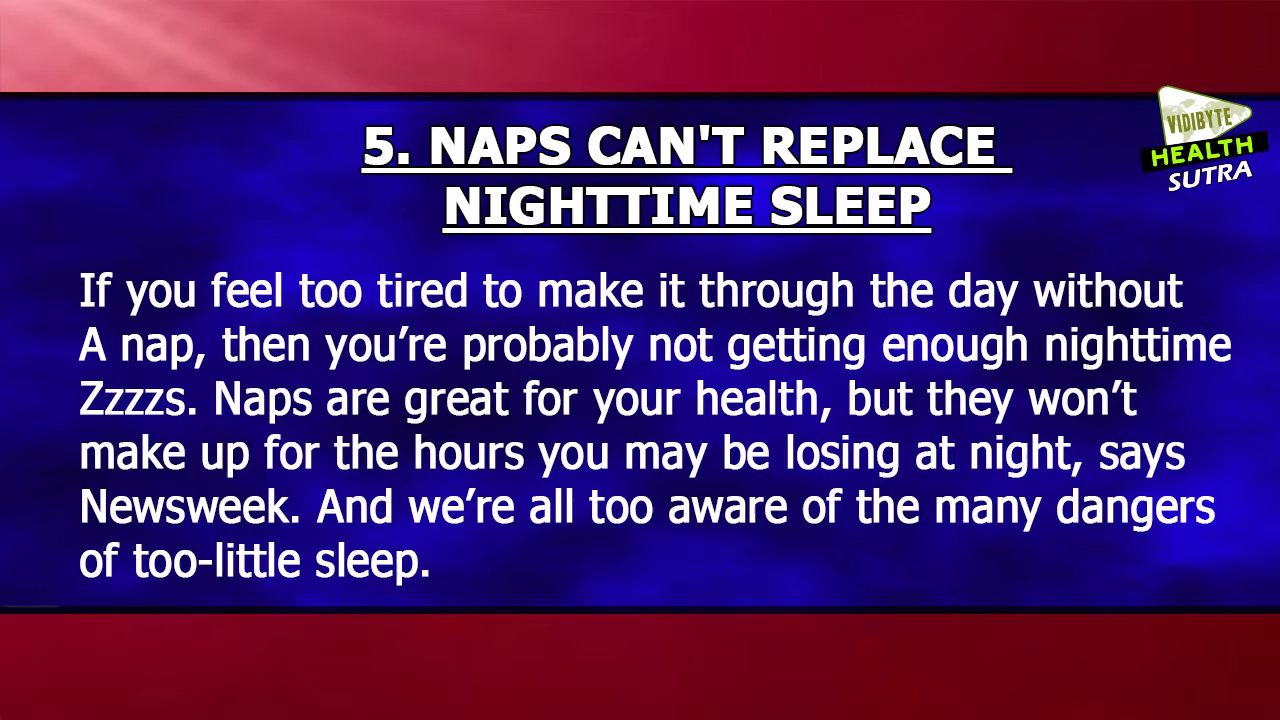 5. NAPS CAN'T REPLACE
NIGHTTIME SLEEP
VIDIBYTE
HEALTH
SUTRA
If you feel too tired to make it through the day without
A nap, then you’re probably not getting enough nighttime
Zzzzs. Naps are great for your health, but they won’t
make up for the hours you may be losing at night, says
Newsweek. And we’re all too aware of the many dangers
of too-little sleep.